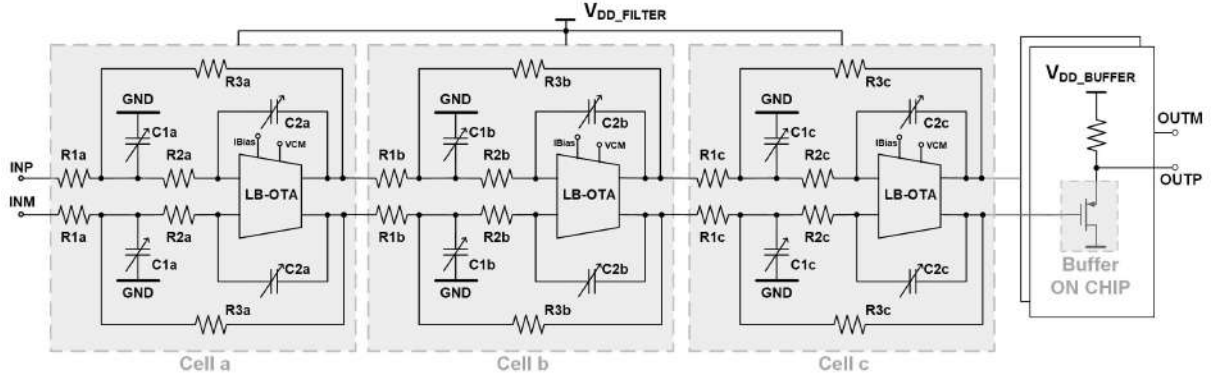 V_DD_FILTER
R3a R3b R3c
GND GND GND
V_DD_BUFFER
C1a C2a C1b C2b C1c C2c
IBias VCM IBias VCM IBias VCM
OUTM
INP R1a R2a R1b R2b R1c R2c
LB-OTA LB-OTA LB-OTA
OUTP
INM
R1a R2a R1b R2b R1c R2c
C1a C2a C1b C2b C1c C2c
GND GND GND
Buffer
ON CHIP
R3a R3b R3c
Cell a Cell b Cell c